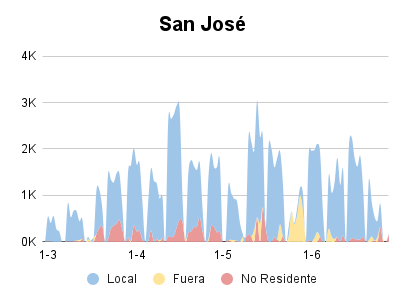 San José
4K
3K
2K
1K
0K
1-3 1-4 1-5 1-6
Local Fuera No Residente